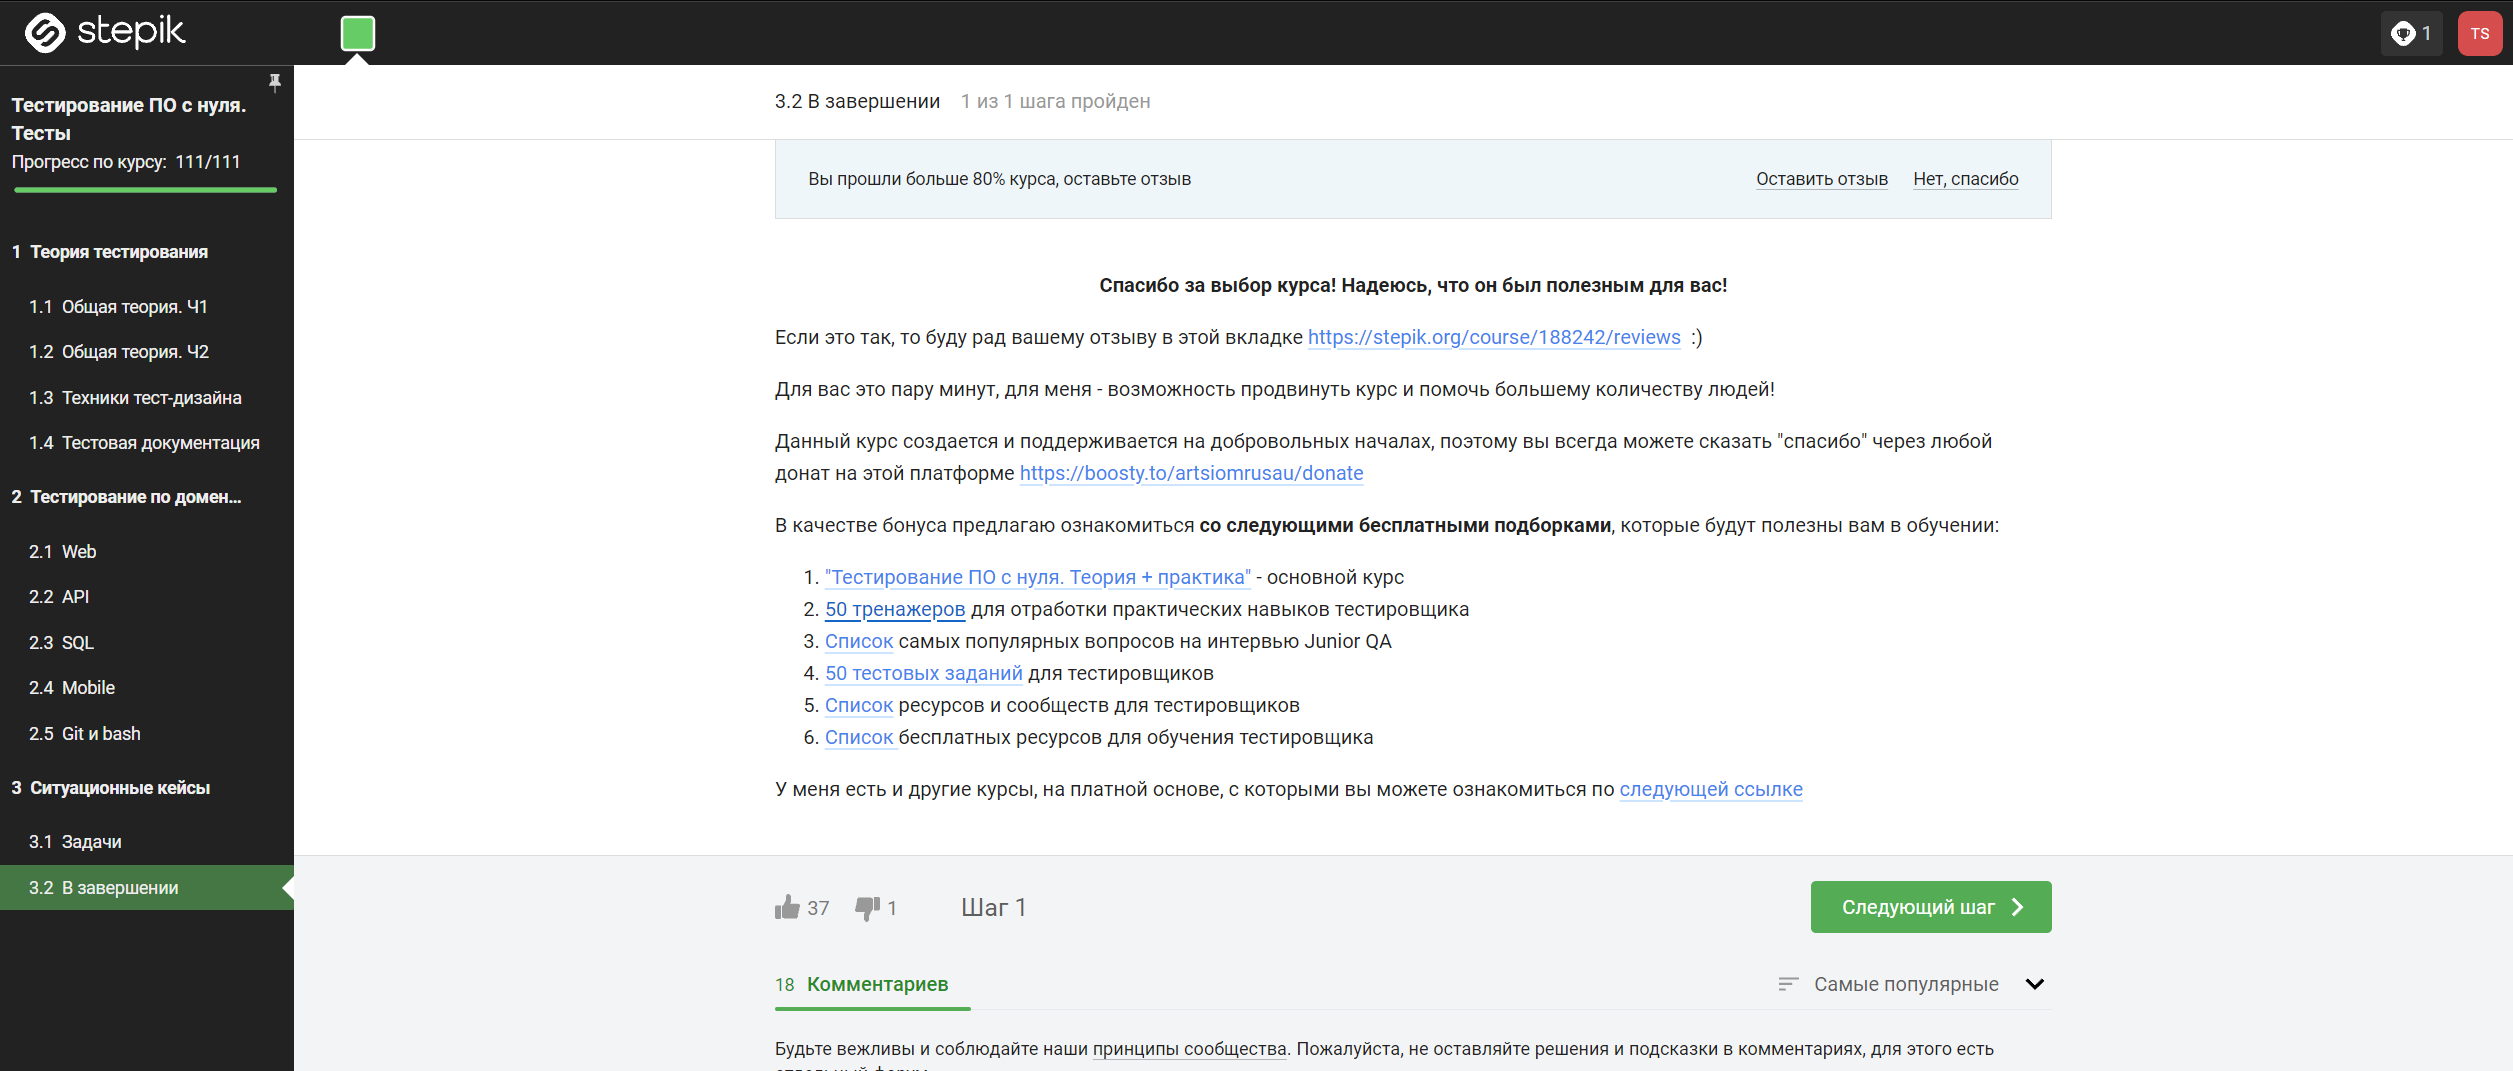 stepik
1
TS
Тестирование ПО с нуля.
Тесты
Прогресс по курсу: 111/111
1 Теория тестирования
1.1 Общая теория. Ч1
1.2 Общая теория. Ч2
1.3 Техники тест-дизайна
1.4 Тестовая документация
2 Тестирование по домен...
2.1 Web
2.2 API
2.3 SQL
2.4 Mobile
2.5 Git и bash
3 Ситуационные кейсы
3.1 Задачи
3.2 В завершении
3.2 В завершении 1 из 1 шага пройден
Вы прошли больше 80% курса, оставьте отзыв Оставить отзыв Нет, спасибо
Спасибо за выбор курса! Надеюсь, что он был полезным для вас!
Если это так, то буду рад вашему отзыву в этой вкладке https://stepik.org/course/188242/reviews :)
Для вас это пару минут, для меня - возможность продвинуть курс и помочь большему количеству людей!
Данный курс создается и поддерживается на добровольных началах, поэтому вы всегда можете сказать "спасибо" через любой
донат на этой платформе https://boosty.to/artsiomrusau/donate
В качестве бонуса предлагаю ознакомиться со следующими бесплатными подборками, которые будут полезны вам в обучении:
1. "Тестирование ПО с нуля. Теория + практика" - основной курс
2. 50 тренажеров для отработки практических навыков тестировщика
3. Список самых популярных вопросов на интервью Junior QA
4. 50 тестовых заданий для тестировщиков
5. Список ресурсов и сообществ для тестировщиков
6. Список бесплатных ресурсов для обучения тестировщика
У меня есть и другие курсы, на платной основе, с которыми вы можете ознакомиться по следующей ссылке
37 1 Шаг 1 Следующий шаг
18 Комментариев Самые популярные
Будьте вежливы и соблюдайте наши принципы сообщества. Пожалуйста, не оставляйте решения и подсказки в комментариях, для этого есть